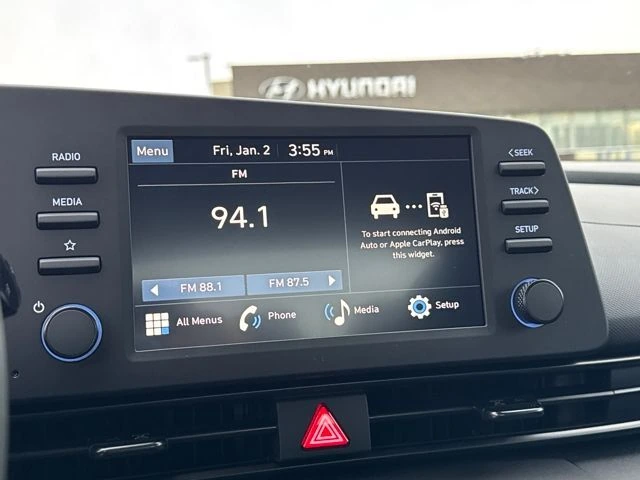 HYUNDAI
RADIO
MEDIA
Menu
Fri, Jan. 2 3:55 PM
FM
94.1
FM 88.1
FM 87.5
To start connecting Android
Auto or Apple CarPlay, press
this widget.
All Menus
Phone
Media
Setup
<SEEK
TRACK>
SETUP